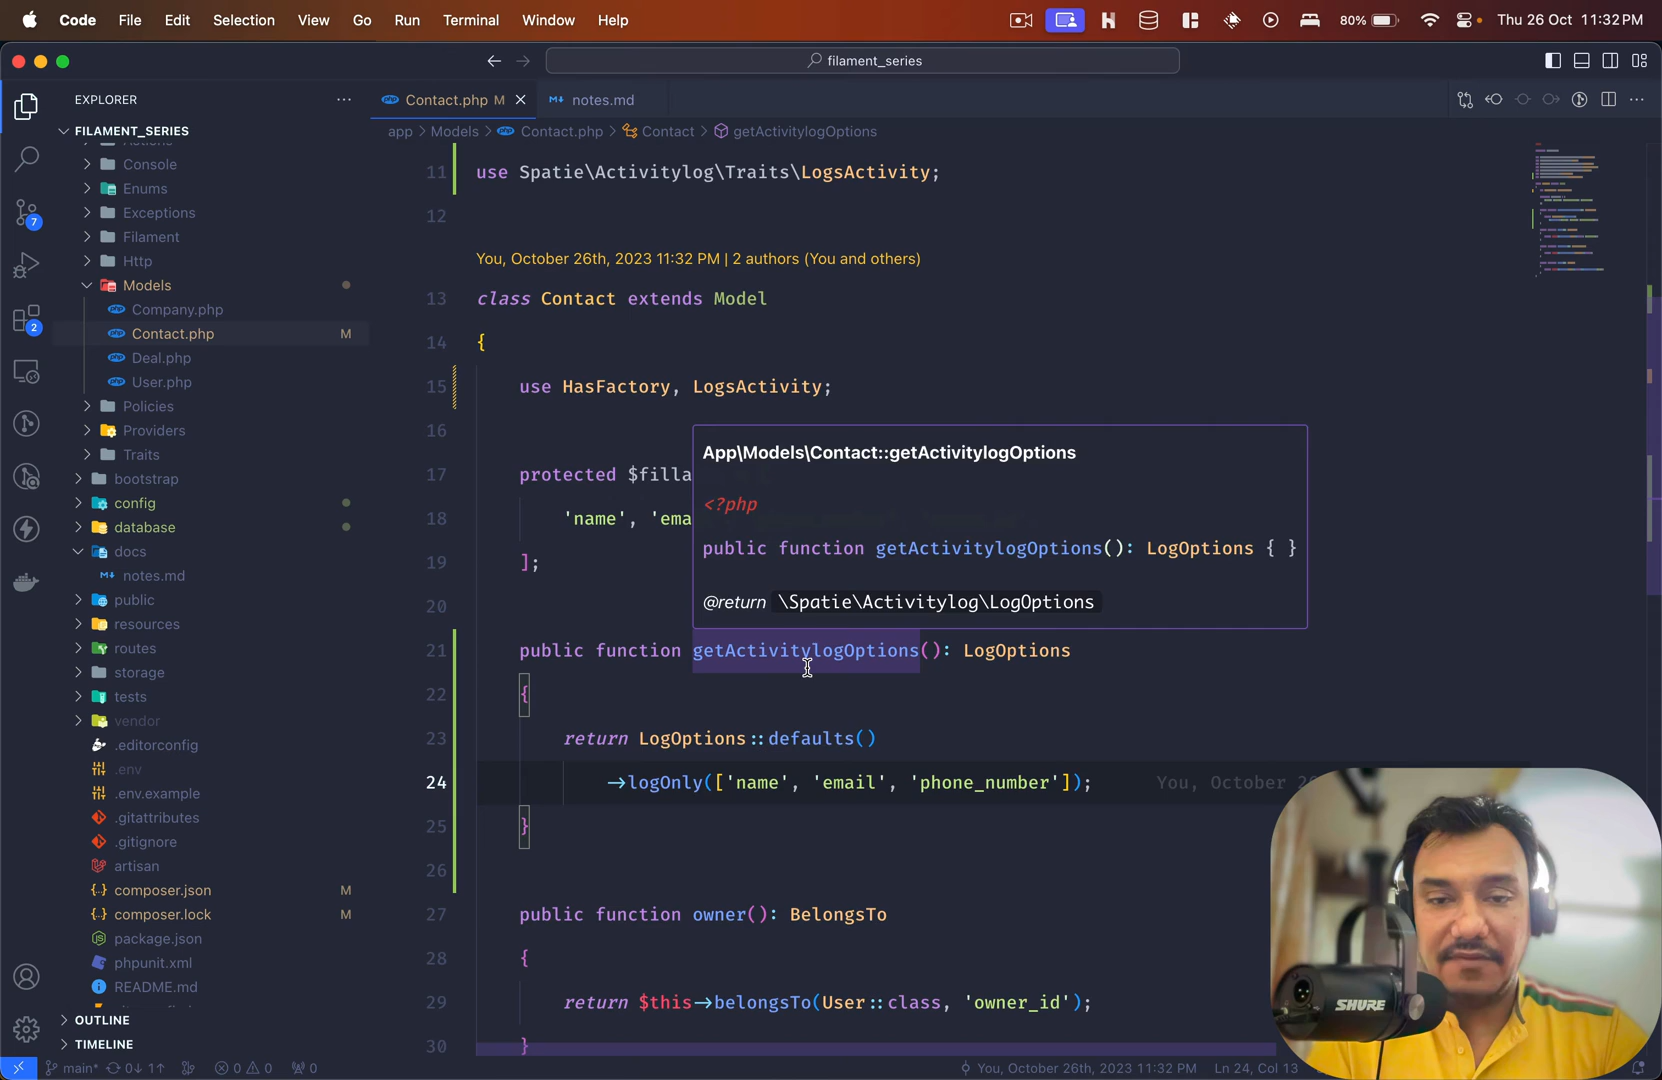 Code File Edit Selection View Go Run Terminal Window Help 80% Thu 26 Oct 11:32 PM
filament_series
EXPLORER
Contact.php M
notes.md
FILAMENT_SERIES
app > Models > Contact.php > Contact > getActivitylogOptions
Console
Enums
Exceptions
Filament
Http
Models
Company.php
Contact.php M
Deal.php
User.php
Policies
Providers
Traits
bootstrap
config
database
docs
notes.md
public
resources
routes
storage
tests
vendor
.editorconfig
.env
.env.example
.gitattributes
.gitignore
artisan
composer.json M
composer.lock M
package.json
phpunit.xml
README.md
OUTLINE
TIMELINE
7
2
11 use Spatie\Activitylog\Traits\LogsActivity;
12
You, October 26th, 2023 11:32 PM | 2 authors (You and others)
13 class Contact extends Model
14 {
15 use HasFactory, LogsActivity;
16
17 protected $filla
18 'name', 'ema
19 ];
20
App\Models\Contact::getActivitylogOptions
<?php
public function getActivitylogOptions(): LogOptions { }
@return \Spatie\Activitylog\LogOptions
21 public function getActivitylogOptions(): LogOptions
22 {
23 return LogOptions::defaults()
24 ->logOnly(['name', 'email', 'phone_number']); You, October 26
25 }
26
27 public function owner(): BelongsTo
28 {
29 return $this->belongsTo(User::class, 'owner_id');
30 }
SHURE
main* 0↓ 1↑ 0 0 0 You, October 26th, 2023 11:32 PM Ln 24, Col 13